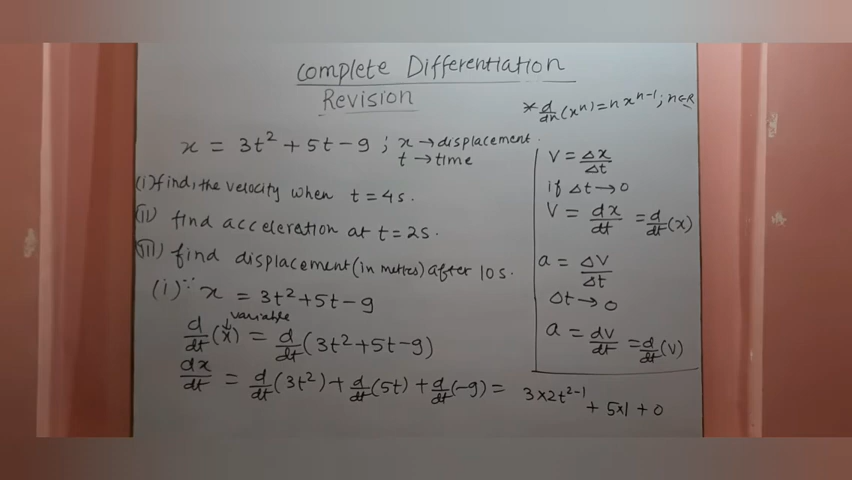 Complete Differentiation
Revision
* d/dn (xⁿ) = n xⁿ⁻¹ ; n∈R
x = 3t² + 5t - 9 ; x → displacement.
t → time
(i) find, the velocity when t = 4s.
(ii) find acceleration at t = 2s.
(iii) find displacement (in metres) after 10s.
(i) ∵ x = 3t² + 5t - 9
variable
d/dt (x) = d/dt (3t² + 5t - 9)
dx/dt = d/dt (3t²) + d/dt (5t) + d/dt (-9) = 3×2t²⁻¹
+ 5×1 + 0
V = Δx/Δt
if Δt → 0
V = dx/dt = d/dt (x)
a = ΔV/Δt
Δt → 0
a = dV/dt = d/dt (V)